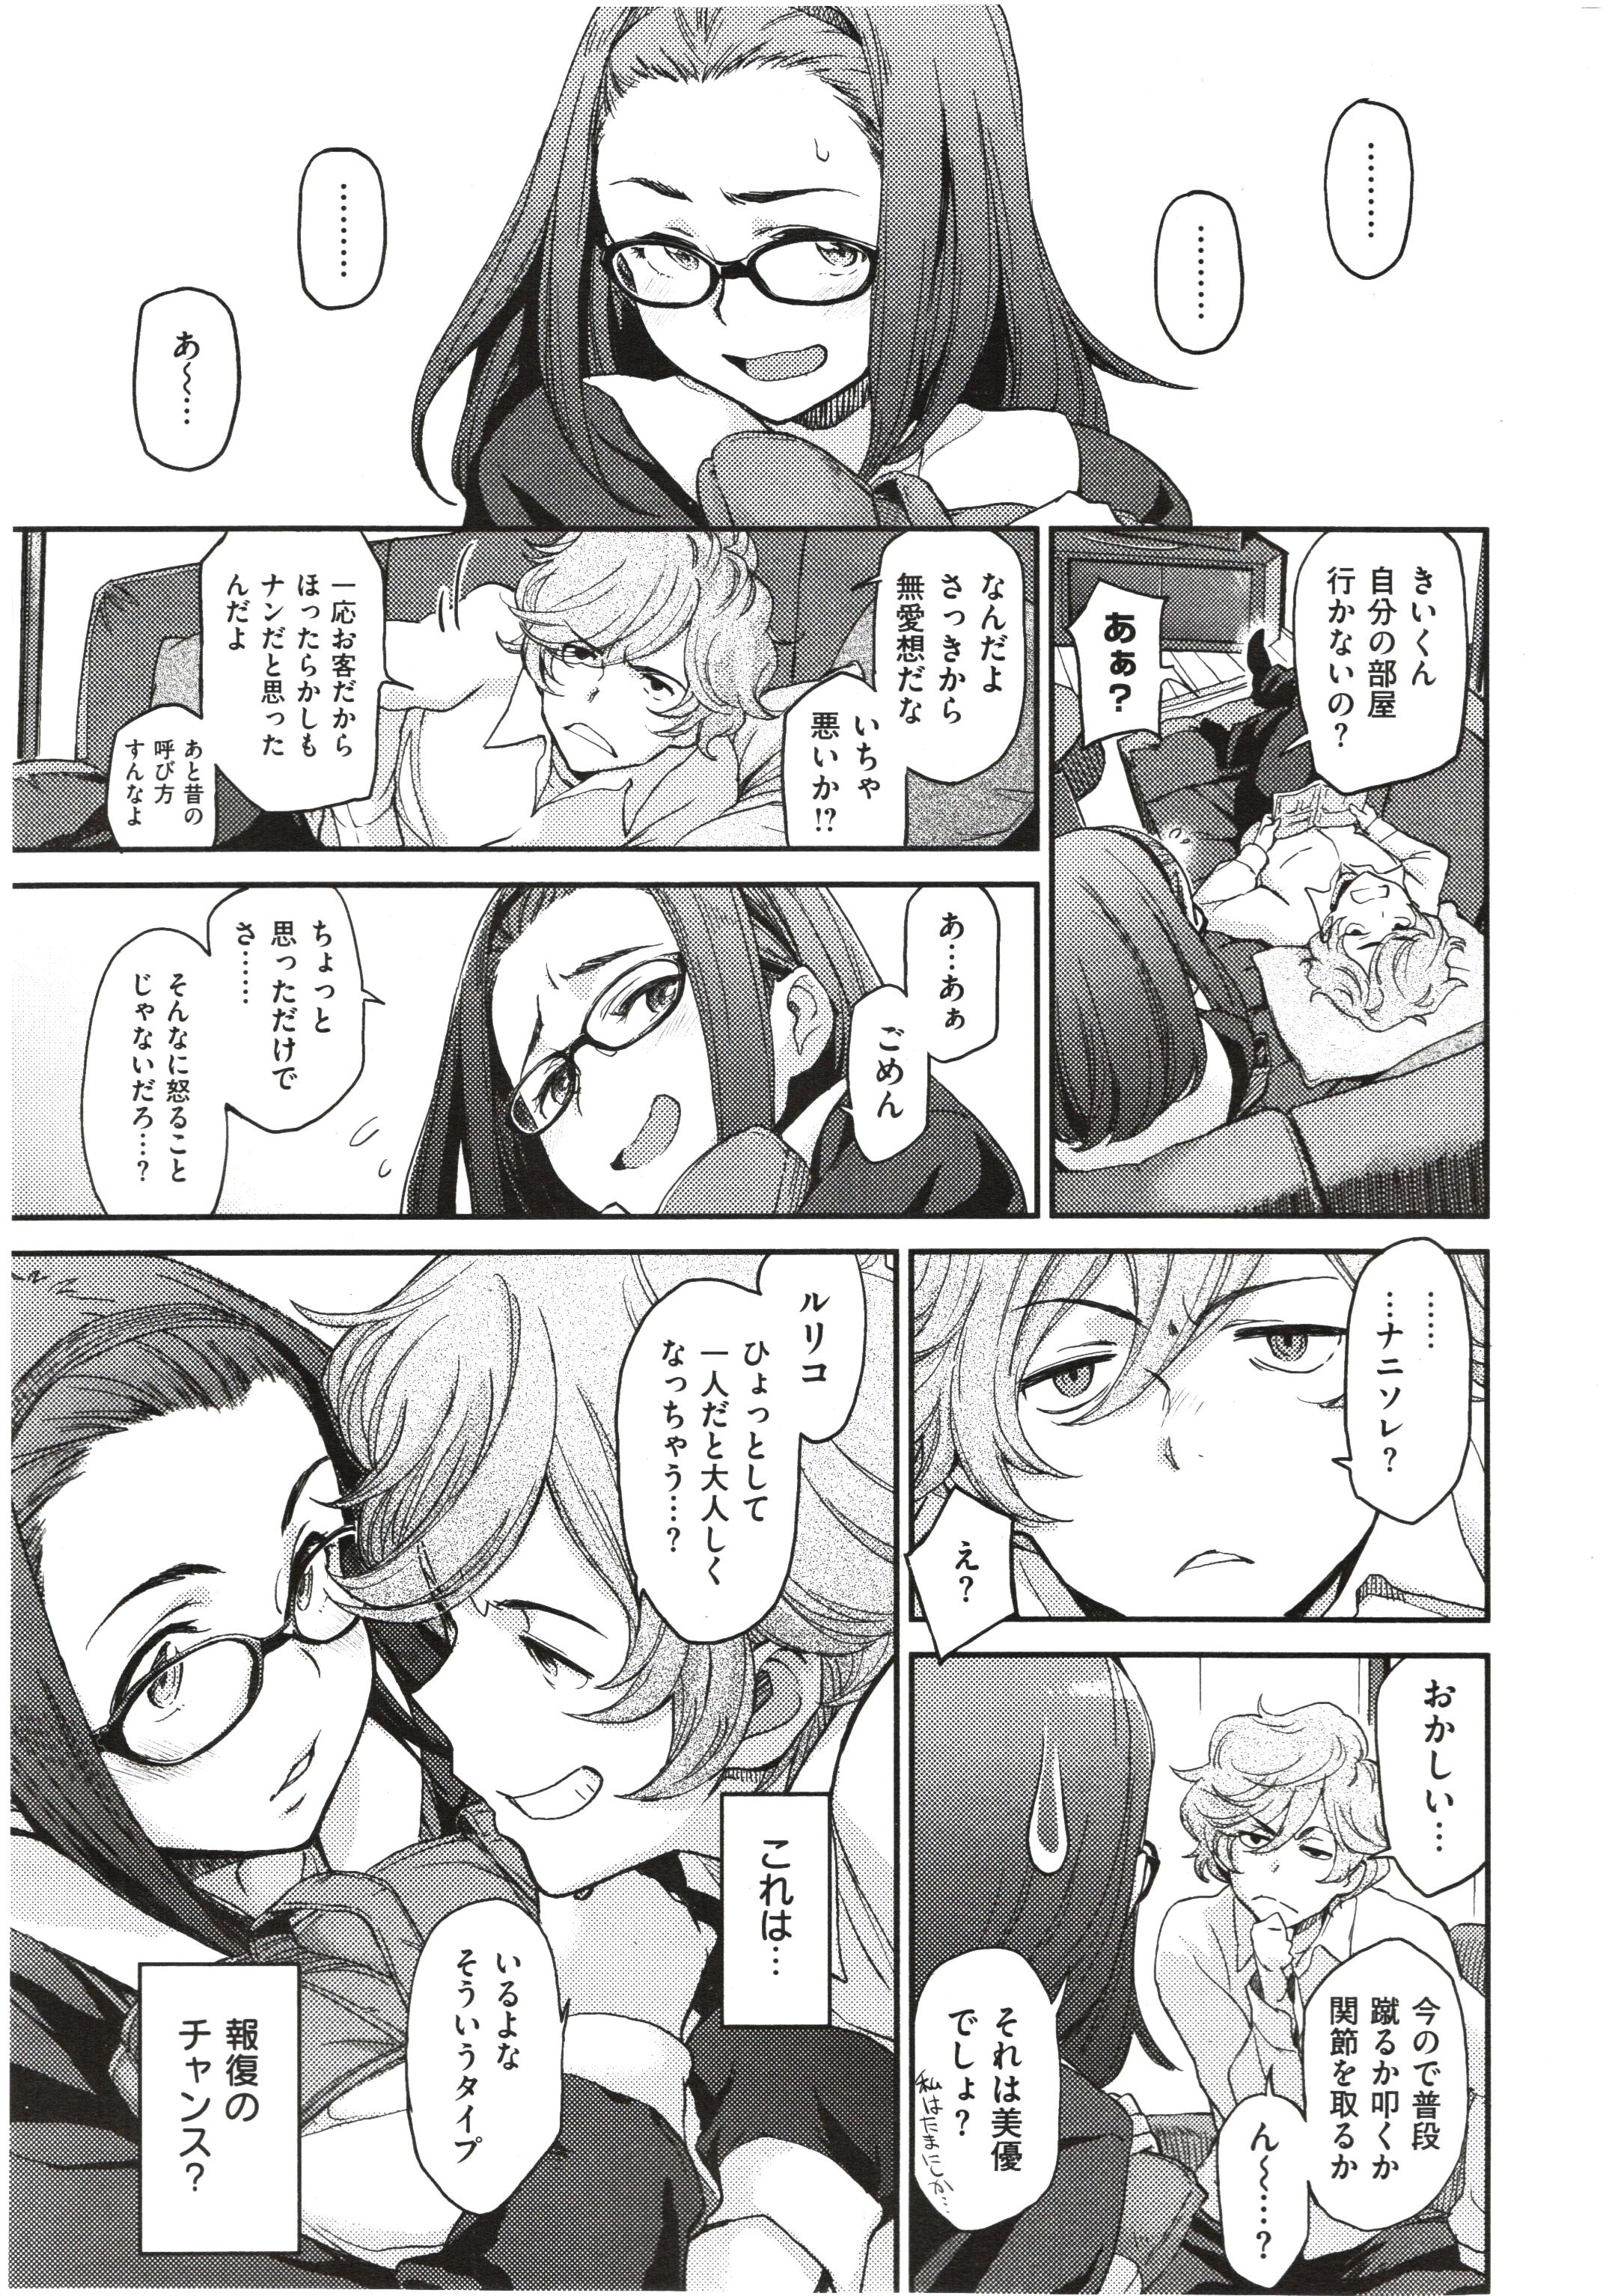 ………
………
………
あ〜…
きいくん
自分の部屋
行かないの？
あぁ？
なんだよ
さっきから
無愛想だな
いちゃ
悪いか!?
一応お客だから
ほったらかしも
ナンだと思った
んだよ
あと昔の
呼び方
すんなよ
あ…あぁ
ごめん
ちょっと
思っただけで
さ……
そんなに怒ること
じゃないだろ…？
……
…ナニソレ？
え？
おかしい…
今ので普段
蹴るか叩くか
関節を取るか
ん〜……？
それは美優
でしょ？
私はたまにしか…
ルリコ
ひょっとして
一人だと大人しく
なっちゃう…？
これは…
いるよな
そういうタイプ
報復の
チャンス？